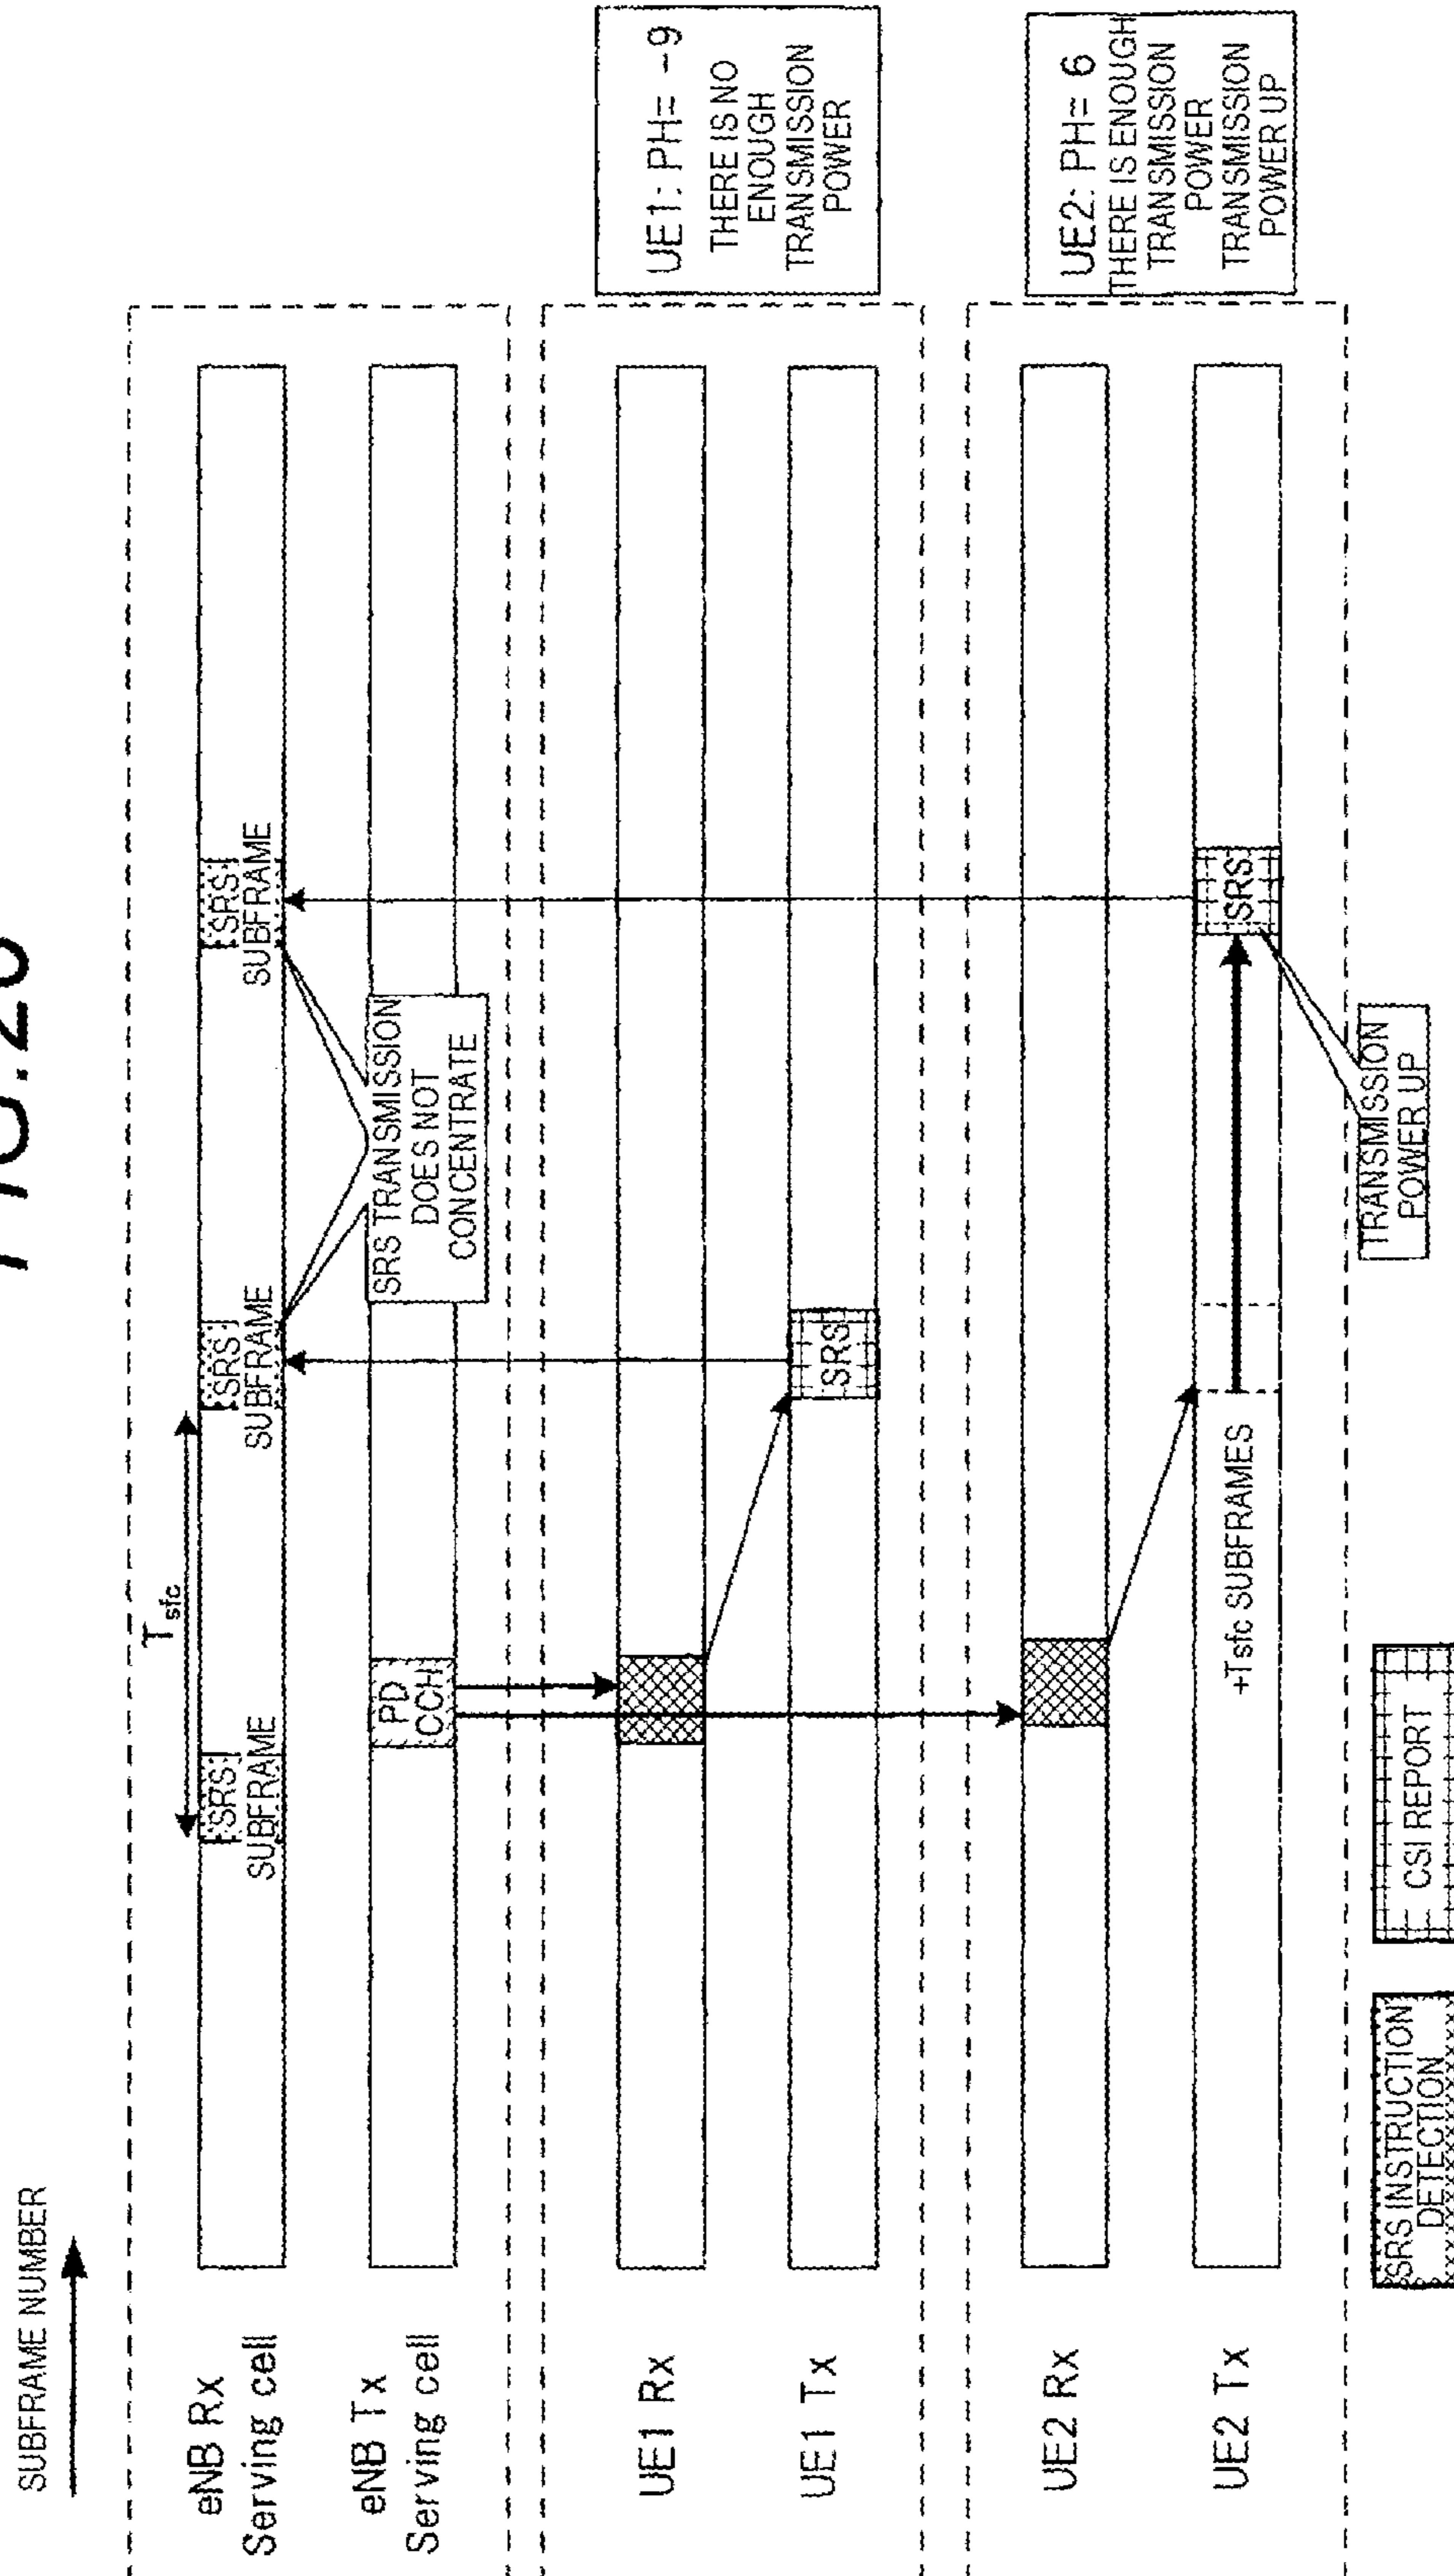 SUBFRAME NUMBER
eNB Rx
Serving cell
SRS
SUBFRAME
Tsfc
SRS
SUBFRAME
SRS
SUBFRAME
eNB Tx
Serving cell
PD
CCH
SRS TRANSMISSION
DOES NOT
CONCENTRATE
UE1 Rx
UE1 Tx
SRS
UE1: PH= -9
THERE IS NO
ENOUGH
TRANSMISSION
POWER
UE2 Rx
UE2 Tx
+Tsfc SUBFRAMES
SRS
UE2: PH= 6
THERE IS ENOUGH
TRANSMISSION
POWER
TRANSMISSION
POWER UP
TRANSMISSION
POWER UP
SRS INSTRUCTION
DETECTION
CSI REPORT